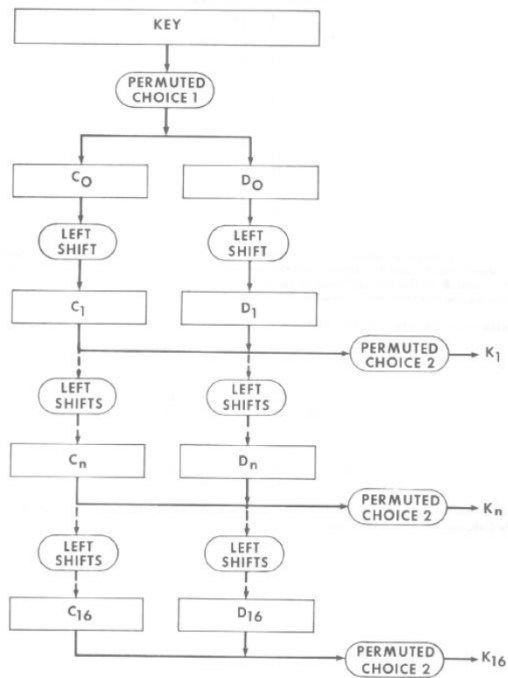 KEY
PERMUTED
CHOICE 1
C0
D0
LEFT
SHIFT
LEFT
SHIFT
C1
D1
PERMUTED
CHOICE 2
K1
LEFT
SHIFTS
LEFT
SHIFTS
Cn
Dn
PERMUTED
CHOICE 2
Kn
LEFT
SHIFTS
LEFT
SHIFTS
C16
D16
PERMUTED
CHOICE 2
K16